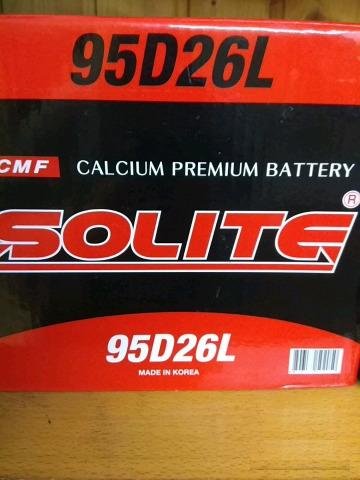 95D26L
CMF CALCIUM PREMIUM BATTERY
SOLITE ®
95D26L
MADE IN KOREA